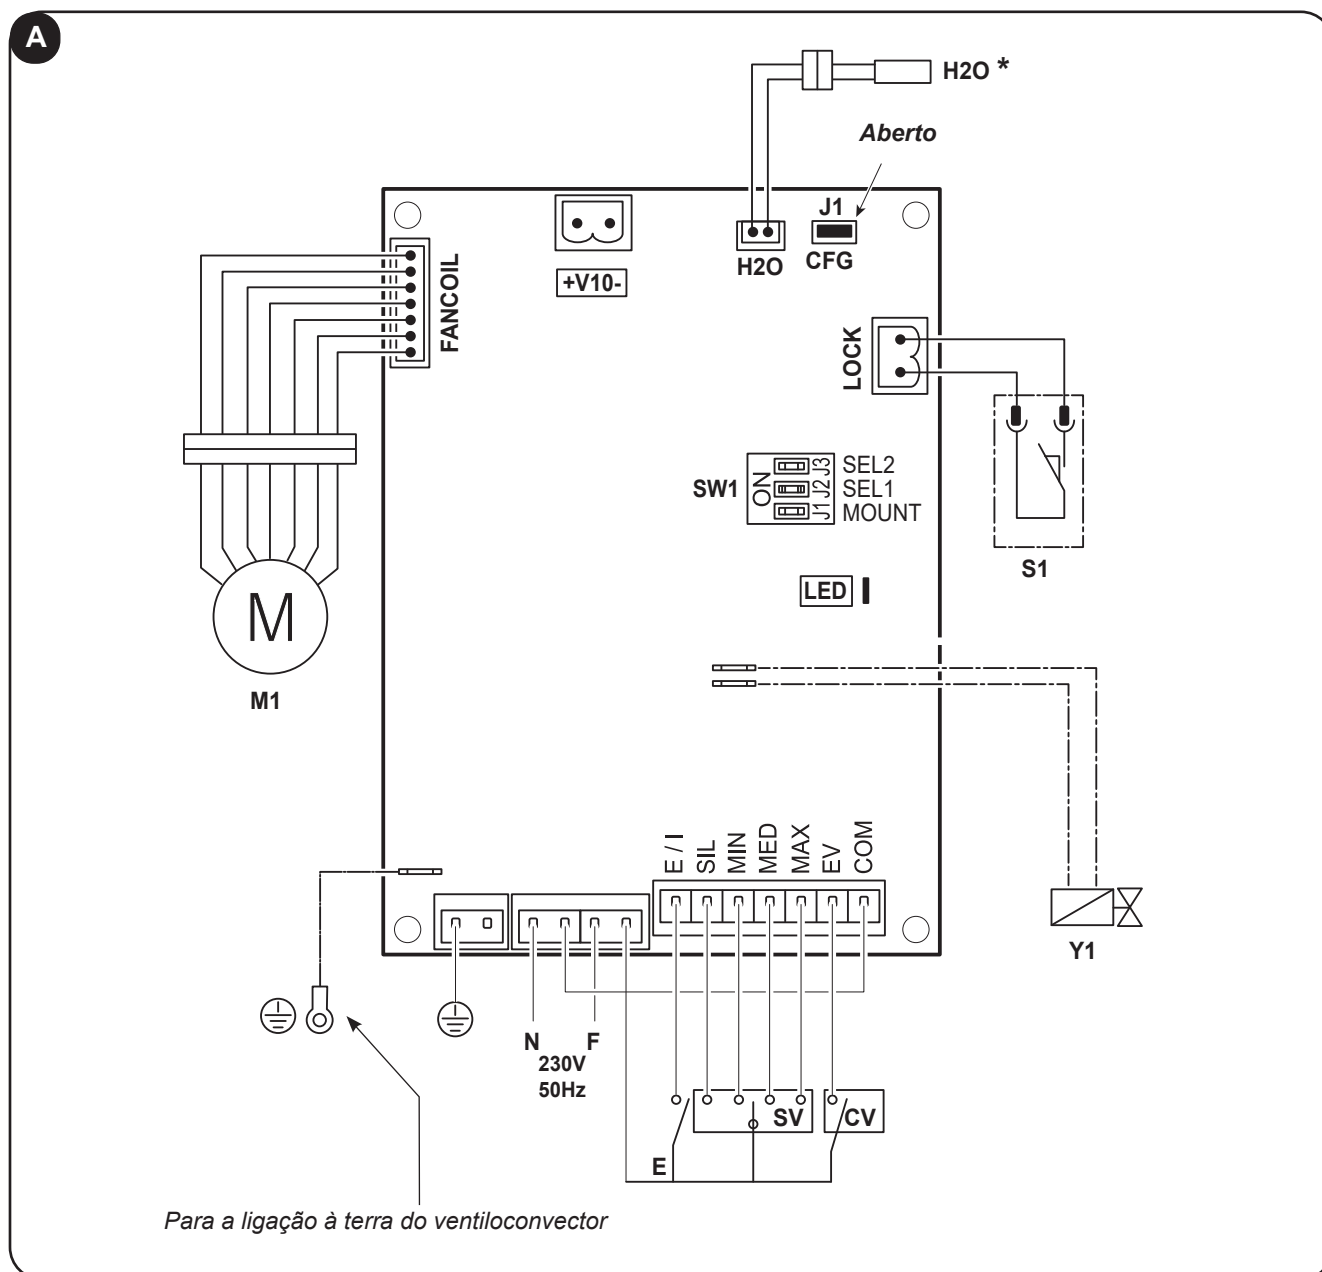 A
H2O *
Aberto
J1
H2O
CFG
+V10-
FANCOIL
LOCK
SW1
ON
J3 SEL2
J2 SEL1
J1 MOUNT
S1
LED
M
M1
E / I
SIL
MIN
MED
MAX
EV
COM
Y1
N F
230V
50Hz
SV
CV
E
Para a ligação à terra do ventiloconvector